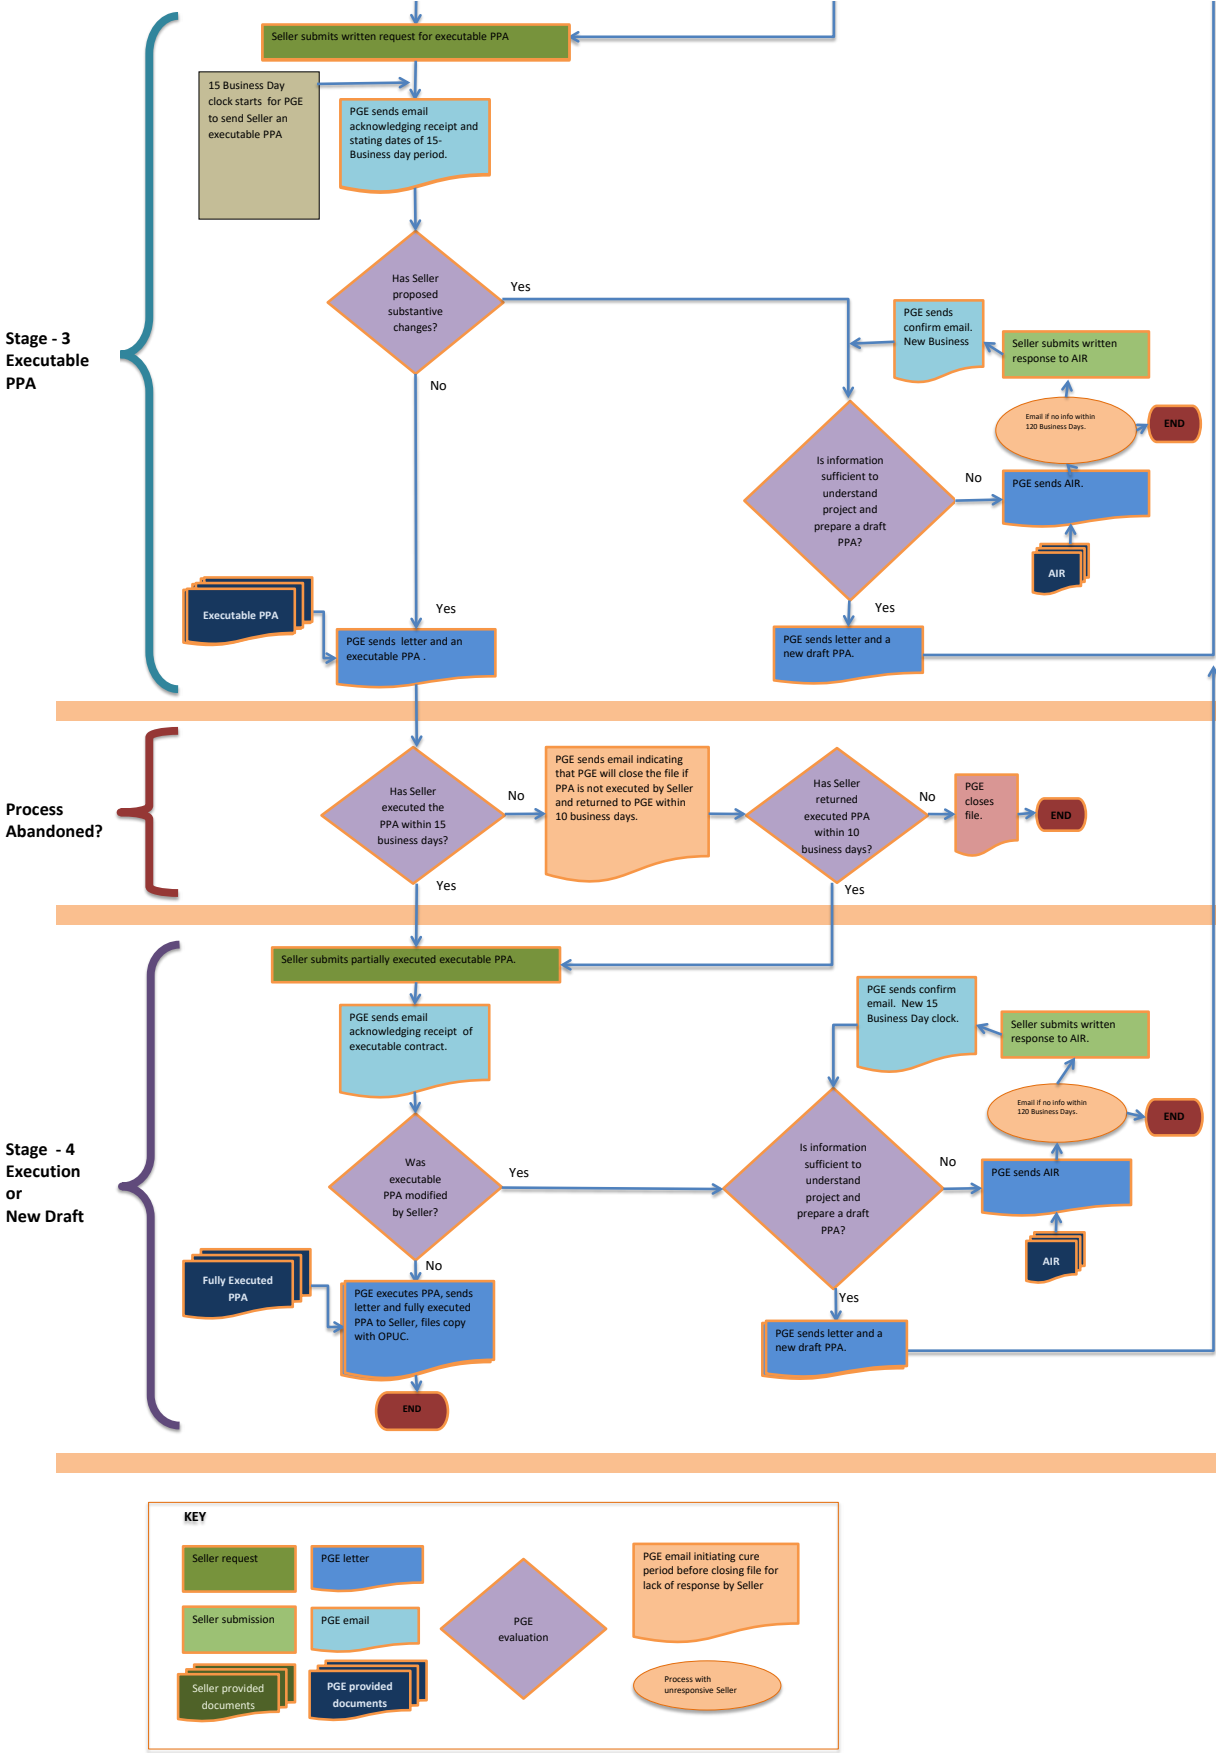 Seller submits written request for executable PPA
15 Business Day
clock starts  for PGE
to send Seller an
executable PPA
PGE sends email
acknowledging receipt and
stating dates of 15-
Business day period.
Has Seller
proposed
substantive
changes?
Yes
No
Stage - 3
Executable
PPA
PGE sends
confirm email.
New Business
Seller submits written
response to AIR
Email if no info within
120 Business Days.
END
Is information
sufficient to
understand
project and
prepare a draft
PPA?
No
PGE sends AIR.
AIR
Yes
Executable PPA
Yes
PGE sends  letter and an
executable PPA .
PGE sends letter and a
new draft PPA.
Process
Abandoned?
Has Seller
executed the
PPA within 15
business days?
No
PGE sends email indicating
that PGE will close the file if
PPA is not executed by Seller
and returned to PGE within
10 business days.
Has Seller
returned
executed PPA
within 10
business days?
No
PGE
closes
file.
END
Yes
Yes
Seller submits partially executed executable PPA.
PGE sends email
acknowledging receipt  of
executable contract.
PGE sends confirm
email.  New 15
Business Day clock.
Seller submits written
response to AIR.
Email if no info within
120 Business Days.
END
Stage  - 4
Execution
or
New Draft
Was
executable
PPA modified
by Seller?
Yes
Is information
sufficient to
understand
project and
prepare a draft
PPA?
No
PGE sends AIR
AIR
No
Yes
Fully Executed
PPA
PGE executes PPA, sends
letter and fully executed
PPA to Seller, files copy
with OPUC.
PGE sends letter and a
new draft PPA.
END
KEY
Seller request
PGE letter
Seller submission
PGE email
Seller provided
documents
PGE provided
documents
PGE
evaluation
PGE email initiating cure
period before closing file for
lack of response by Seller
Process with
unresponsive Seller